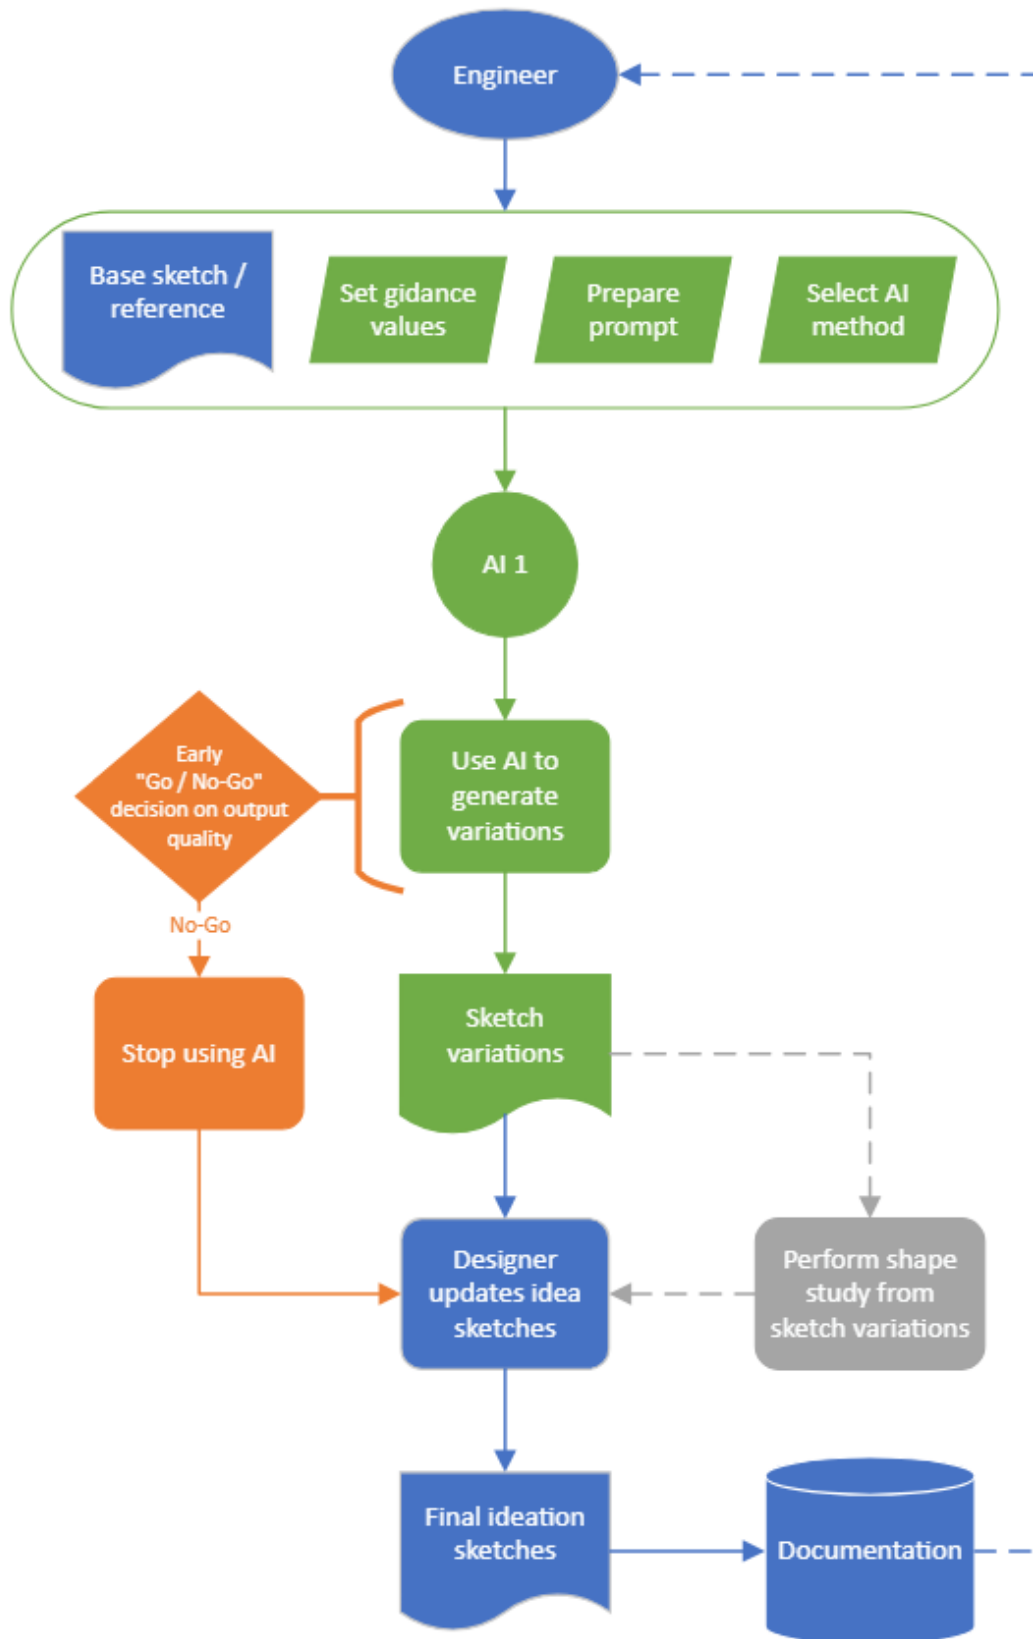 Engineer
Base sketch /
reference
Set gidance
values
Prepare
prompt
Select AI
method
AI 1
Early
"Go / No-Go"
decision on output
quality
Use AI to
generate
variations
No-Go
Stop using AI
Sketch
variations
Designer
updates idea
sketches
Perform shape
study from
sketch variations
Final ideation
sketches
Documentation